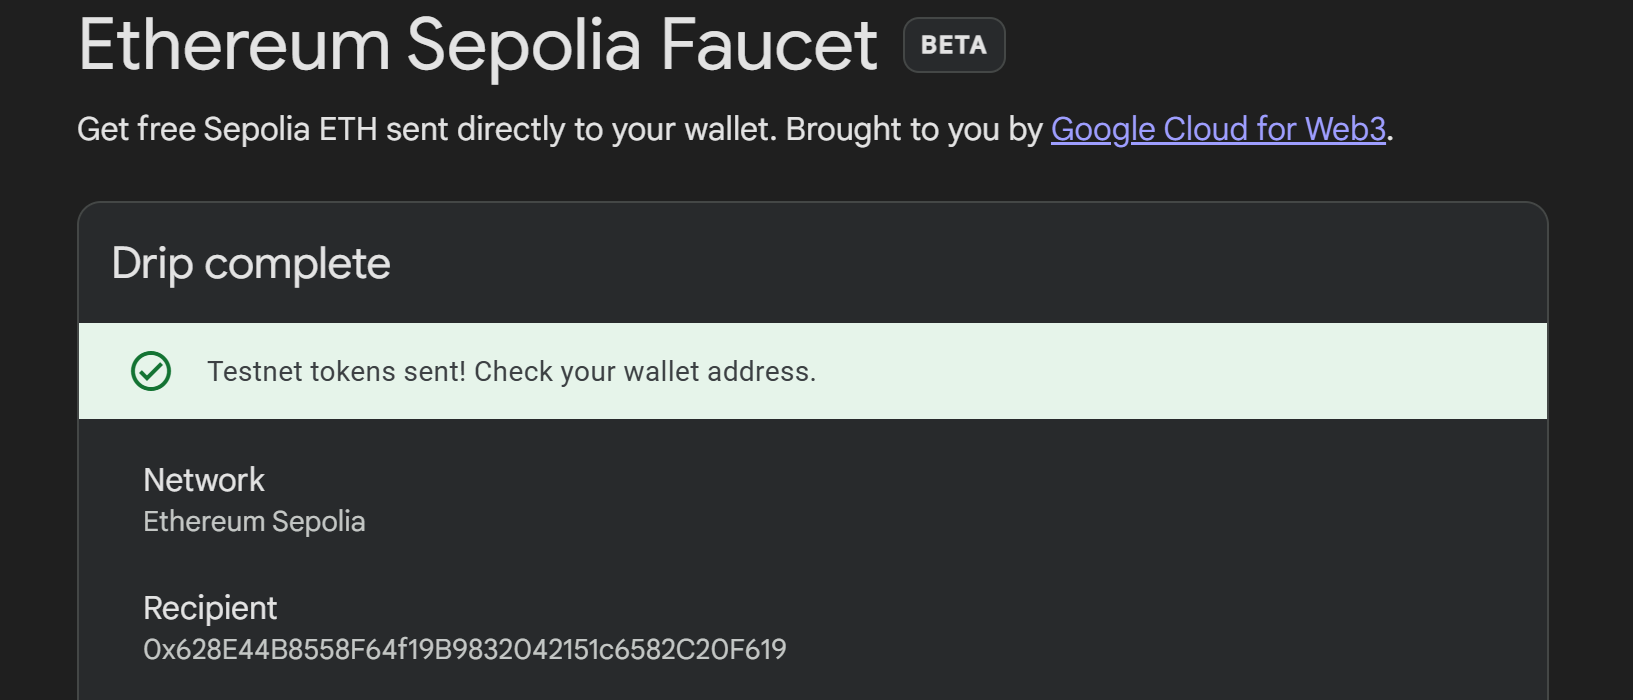 Ethereum Sepolia Faucet BETA
Get free Sepolia ETH sent directly to your wallet. Brought to you by Google Cloud for Web3.
Drip complete
Testnet tokens sent! Check your wallet address.
Network
Ethereum Sepolia
Recipient
0x628E44B8558F64f19B9832042151c6582C20F619